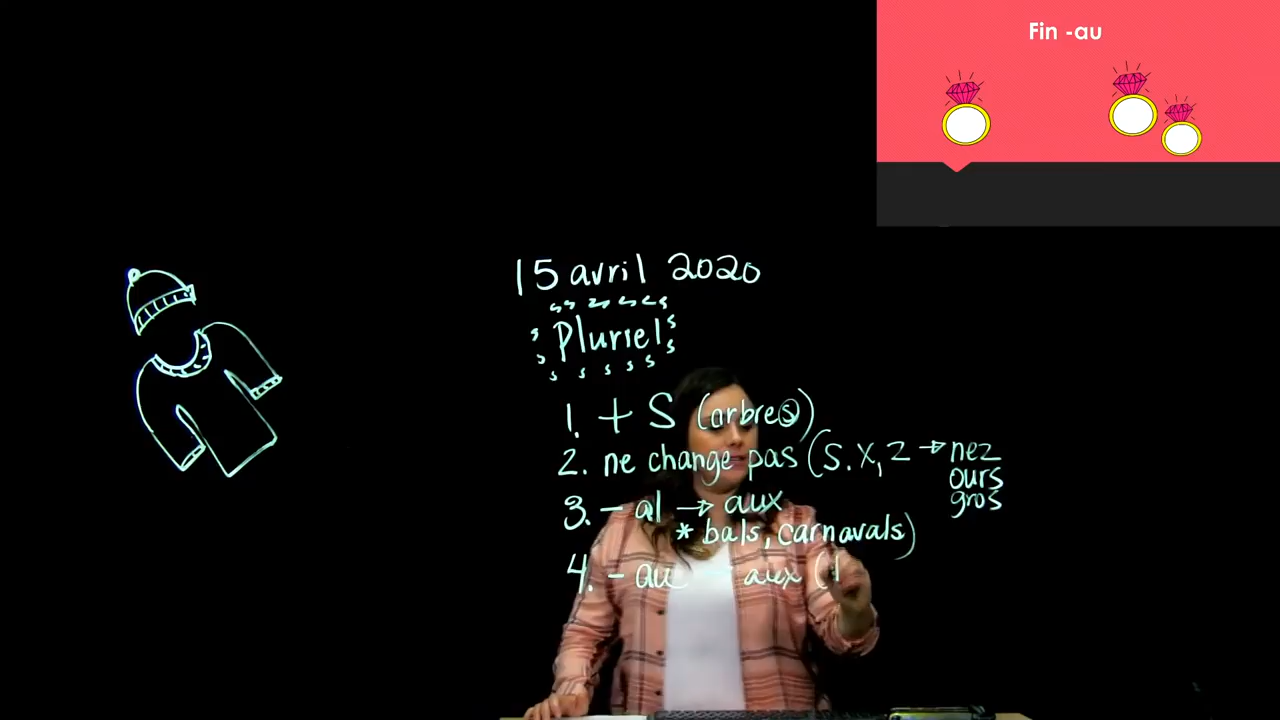 Fin -au
15 avril 2020
Pluriel
1. + S (arbres)
2. ne change pas (S. X, Z → nez
ours
gros
3. - al → aux
* bals, carnavals)
4. - au aux (